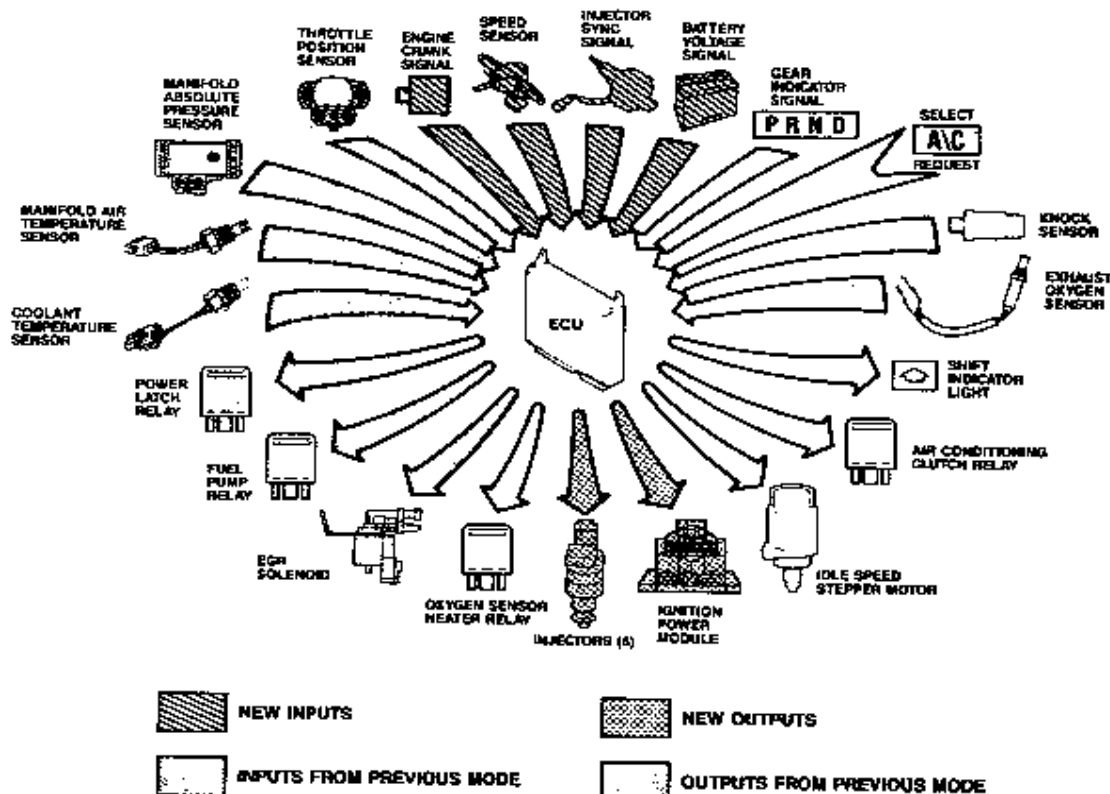 THROTTLE
POSITION
SENSOR
ENGINE
CRANK
SIGNAL
SPEED
SENSOR
INJECTOR
SYNC
SIGNAL
BATTERY
VOLTAGE
SIGNAL
GEAR
INDICATOR
SIGNAL
P R N D
SELECT
A\C
REQUEST
MANIFOLD
ABSOLUTE
PRESSURE
SENSOR
MANIFOLD AIR
TEMPERATURE
SENSOR
KNOCK
SENSOR
EXHAUST
OXYGEN
SENSOR
COOLANT
TEMPERATURE
SENSOR
ECU
POWER
LATCH
RELAY
SHIFT
INDICATOR
LIGHT
FUEL
PUMP
RELAY
AIR CONDITIONING
CLUTCH RELAY
EGR
SOLENOID
OXYGEN SENSOR
HEATER RELAY
INJECTORS
IGNITION
POWER
MODULE
IDLE SPEED
STEPPER MOTOR
NEW INPUTS
NEW OUTPUTS
INPUTS FROM PREVIOUS MODE
OUTPUTS FROM PREVIOUS MODE